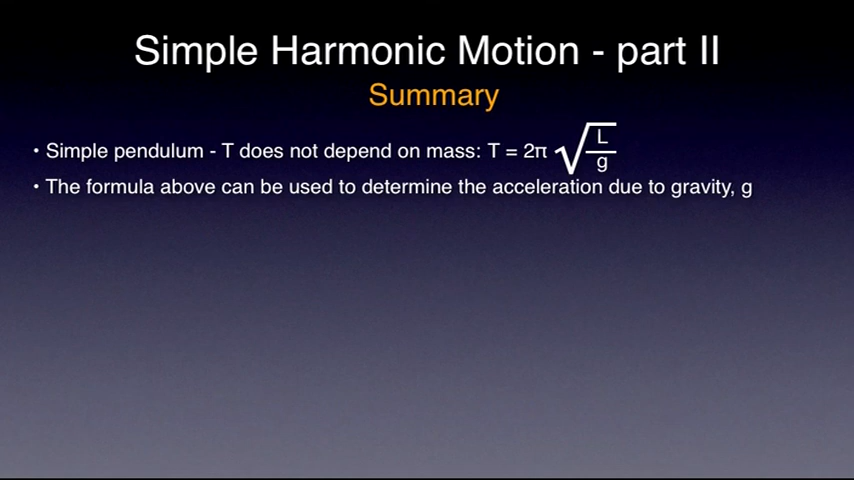 Simple Harmonic Motion - part II
Summary
• Simple pendulum - T does not depend on mass: T = 2π √(L/g)
• The formula above can be used to determine the acceleration due to gravity, g